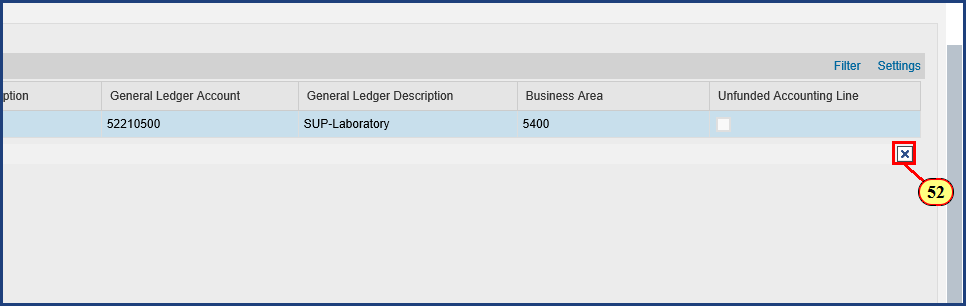 Filter Settings
ption General Ledger Account General Ledger Description Business Area Unfunded Accounting Line
52210500 SUP-Laboratory 5400
52